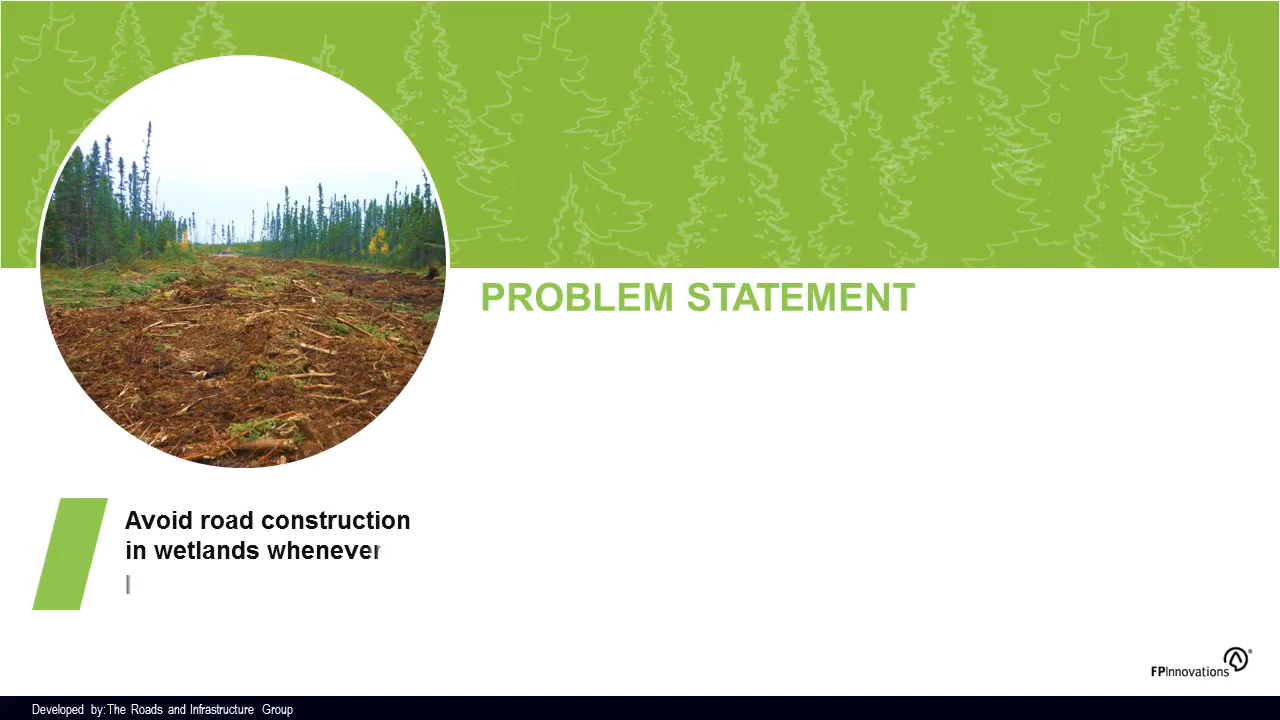 PROBLEM STATEMENT
Avoid road construction
in wetlands whenever
FPInnovations®
Developed by: The Roads and Infrastructure Group